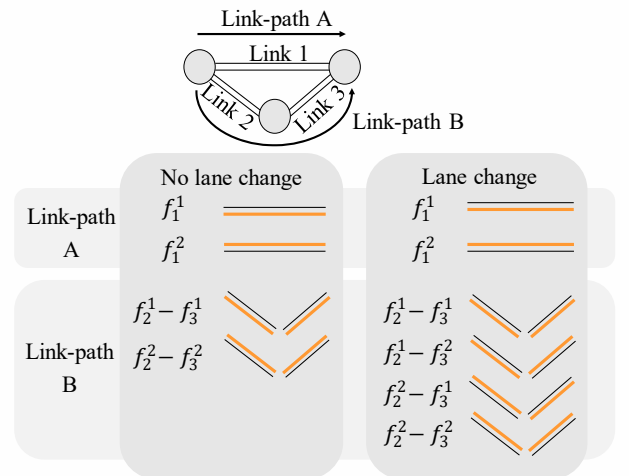 Link-path A
Link 1
Link 2
Link 3
Link-path B
No lane change
Lane change
Link-path
A
f₁¹
f₁²
f₁¹
f₁²
Link-path
B
f₂¹ − f₃¹
f₂² − f₃²
f₂¹ − f₃¹
f₂¹ − f₃²
f₂² − f₃¹
f₂² − f₃²